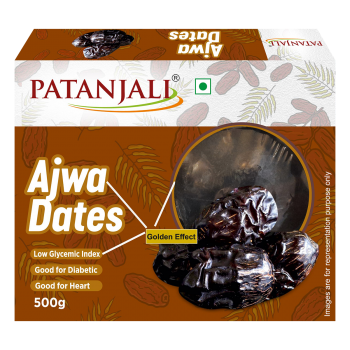 Ajwa
Dates
PATANJALI
PATANJALI®
Ajwa
Dates
Golden Effect
Low Glycemic Index
Good for Diabetic
Good for Heart
500g
Images are for representation purpose only